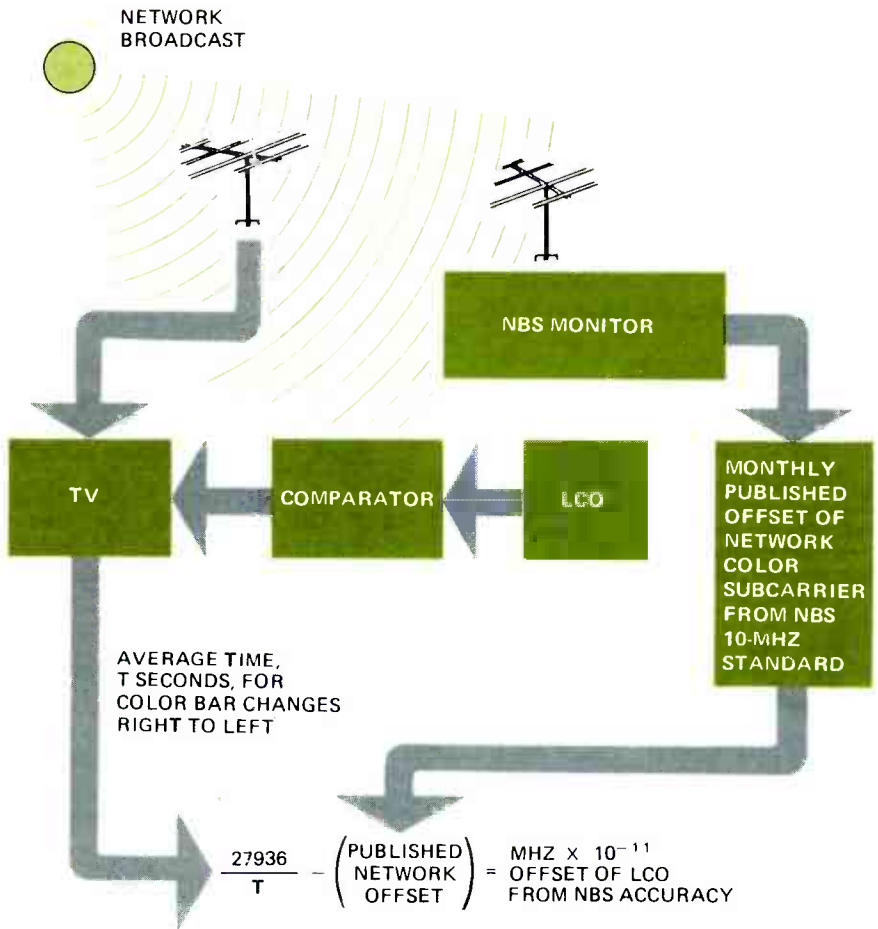 NETWORK
BROADCAST
NBS MONITOR
TV
COMPARATOR
LCO
MONTHLY
PUBLISHED
OFFSET OF
NETWORK
COLOR
SUBCARRIER
FROM NBS
10-MHZ
STANDARD
AVERAGE TIME,
T SECONDS, FOR
COLOR BAR CHANGES
RIGHT TO LEFT
27936
T
− (PUBLISHED
NETWORK
OFFSET) =
MHZ X 10⁻¹¹
OFFSET OF LCO
FROM NBS ACCURACY